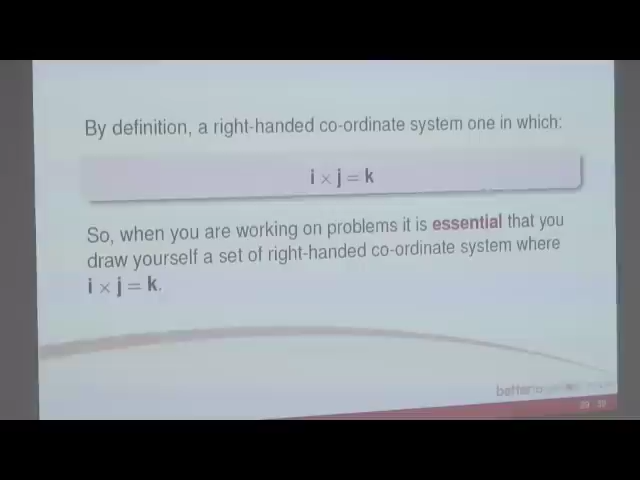 By definition, a right-handed co-ordinate system one in which:
i × j = k
So, when you are working on problems it is essential that you
draw yourself a set of right-handed co-ordinate system where
i × j = k.